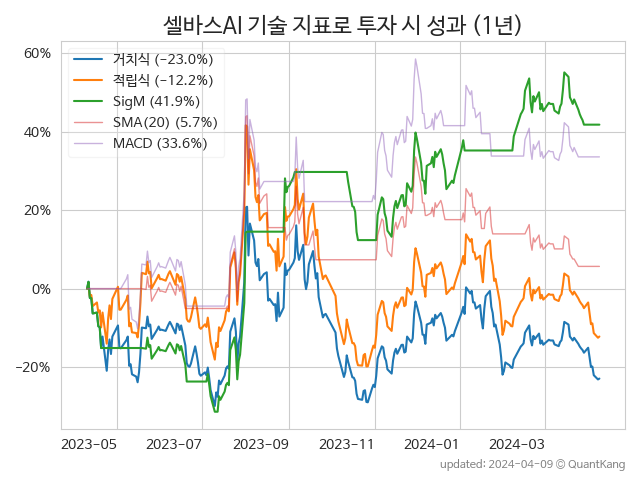 셀바스AI 기술 지표로 투자 시 성과 (1년)
거치식 (−23.0%)
적립식 (−12.2%)
SigM (41.9%)
SMA(20) (5.7%)
MACD (33.6%)
60%
40%
20%
0%
−20%
2023-05 2023-07 2023-09 2023-11 2024-01 2024-03
updated: 2024-04-09 © QuantKang